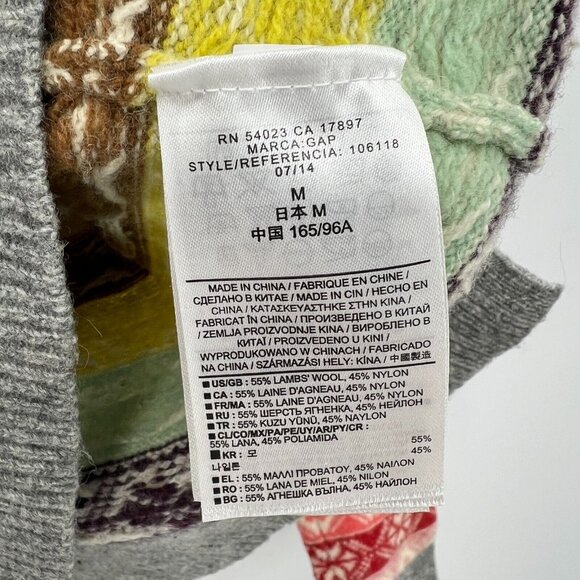 RN 54023 CA 17897
MARCA:GAP
STYLE/REFERENCIA: 106118
07/14
M
日本 M
中国 165/96A
MADE IN CHINA / FABRIQUE EN CHINE /
СДЕЛАНО В КИТАЕ / MADE IN CIN / HECHO EN
CHINA / ΚΑΤΑΣΚΕΥΑΣΤΗΚΕ ΣΤΗΝ ΚΙΝΑ /
FABRICAT ÎN CHINA / ПРОИЗВЕДЕНО В КИТАЙ
/ ZEMLJA PROIZVODNJE KINA / ВИРОБЛЕНО В
КИТАЇ / PROIZVEDENO U KINI /
WYPRODUKOWANO W CHINACH / FABRICADO
NA CHINA / SZÁRMAZÁSI HELY: KÍNA / 中國製造
US/GB : 55% LAMBS' WOOL, 45% NYLON
CA : 55% LAINE D'AGNEAU, 45% NYLON
FR/MA : 55% LAINE D'AGNEAU, 45% NYLON
RU : 55% ШЕРСТЬ ЯГНЕНКА, 45% НЕЙЛОН
TR : 55% KUZU YÜNÜ, 45% NAYLON
CL/CO/MX/PA/PE/UY/AR/PY/CR :
55% LANA, 45% POLIAMIDA
KR : 모 55%
나일론 45%
EL : 55% ΜΑΛΛΙ ΠΡΟΒΑΤΟΥ, 45% ΝΑΙΛΟΝ
RO : 55% LANA DE MIEL, 45% NILON
BG : 55% АГНЕШКА ВЪЛНА, 45% НАЙЛОН